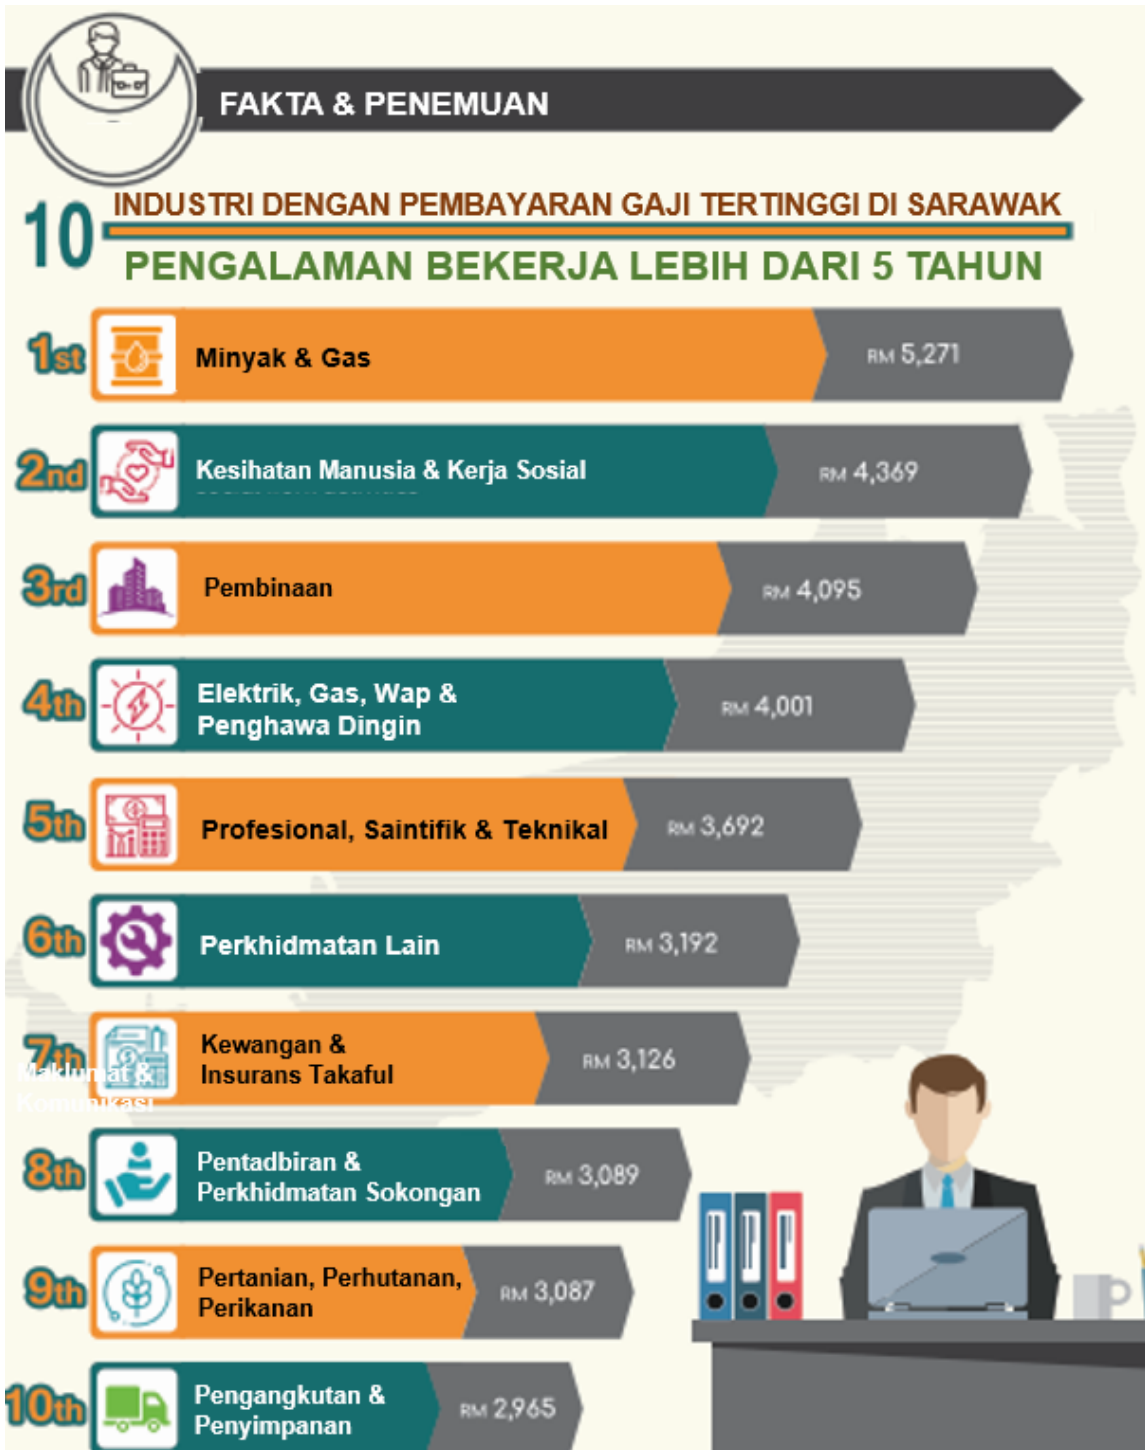 FAKTA & PENEMUAN
10
INDUSTRI DENGAN PEMBAYARAN GAJI TERTINGGI DI SARAWAK
PENGALAMAN BEKERJA LEBIH DARI 5 TAHUN
1st
Minyak & Gas
RM 5,271
2nd
Kesihatan Manusia & Kerja Sosial
RM 4,369
3rd
Pembinaan
RM 4,095
4th
Elektrik, Gas, Wap &
Penghawa Dingin
RM 4,001
5th
Profesional, Saintifik & Teknikal
RM 3,692
6th
Perkhidmatan Lain
RM 3,192
7th
Maklumat &
Komunikasi
Kewangan &
Insurans Takaful
RM 3,126
8th
Pentadbiran &
Perkhidmatan Sokongan
RM 3,089
9th
Pertanian, Perhutanan,
Perikanan
RM 3,087
10th
Pengangkutan &
Penyimpanan
RM 2,965